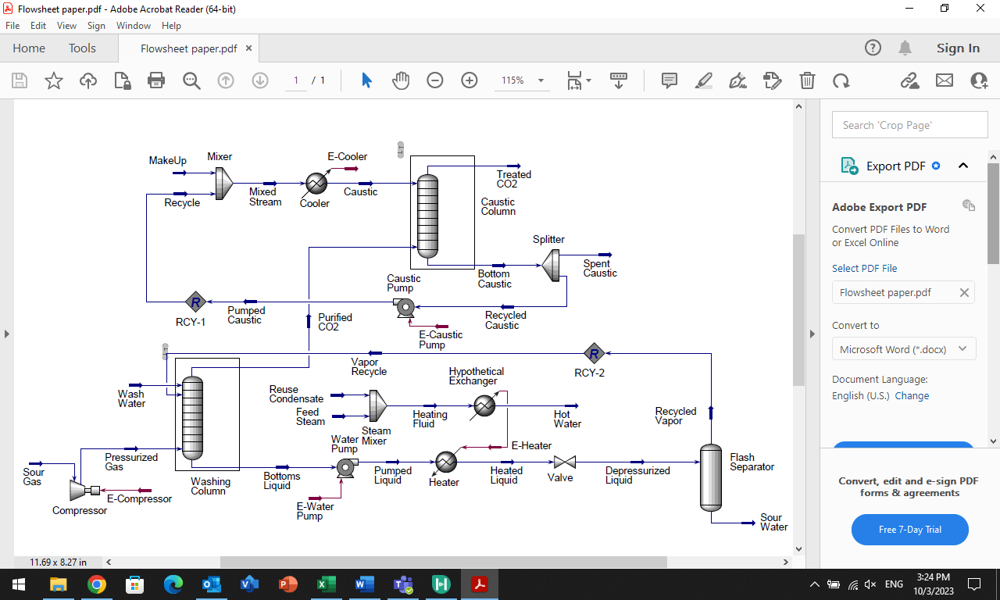 Flowsheet paper.pdf - Adobe Acrobat Reader (64-bit)
File Edit View Sign Window Help
Home Tools Flowsheet paper.pdf × Sign In
1 / 1 115%
MakeUp
Mixer
E-Cooler
Recycle
Mixed
Stream
Cooler
Caustic
Treated
CO2
Caustic
Column
Splitter
Spent
Caustic
Bottom
Caustic
Caustic
Pump
R
RCY-1
Pumped
Caustic
Recycled
Caustic
E-Caustic
Pump
Purified
CO2
Vapor
Recycle
R
RCY-2
Wash
Water
Reuse
Condensate
Feed
Steam
Steam
Mixer
Heating
Fluid
Hypothetical
Exchanger
Hot
Water
Recycled
Vapor
Sour
Gas
Pressurized
Gas
E-Compressor
Compressor
Washing
Column
Bottoms
Liquid
Water
Pump
E-Water
Pump
Pumped
Liquid
Heater
E-Heater
Heated
Liquid
Valve
Depressurized
Liquid
Flash
Separator
Sour
Water
11.69 x 8.27 in
Search 'Crop Page'
Export PDF
Adobe Export PDF
Convert PDF Files to Word
or Excel Online
Select PDF File
Flowsheet paper.pdf
Convert to
Microsoft Word (*.docx)
Document Language:
English (U.S.) Change
Convert, edit and e-sign PDF
forms & agreements
Free 7-Day Trial
ENG
3:24 PM
10/3/2023